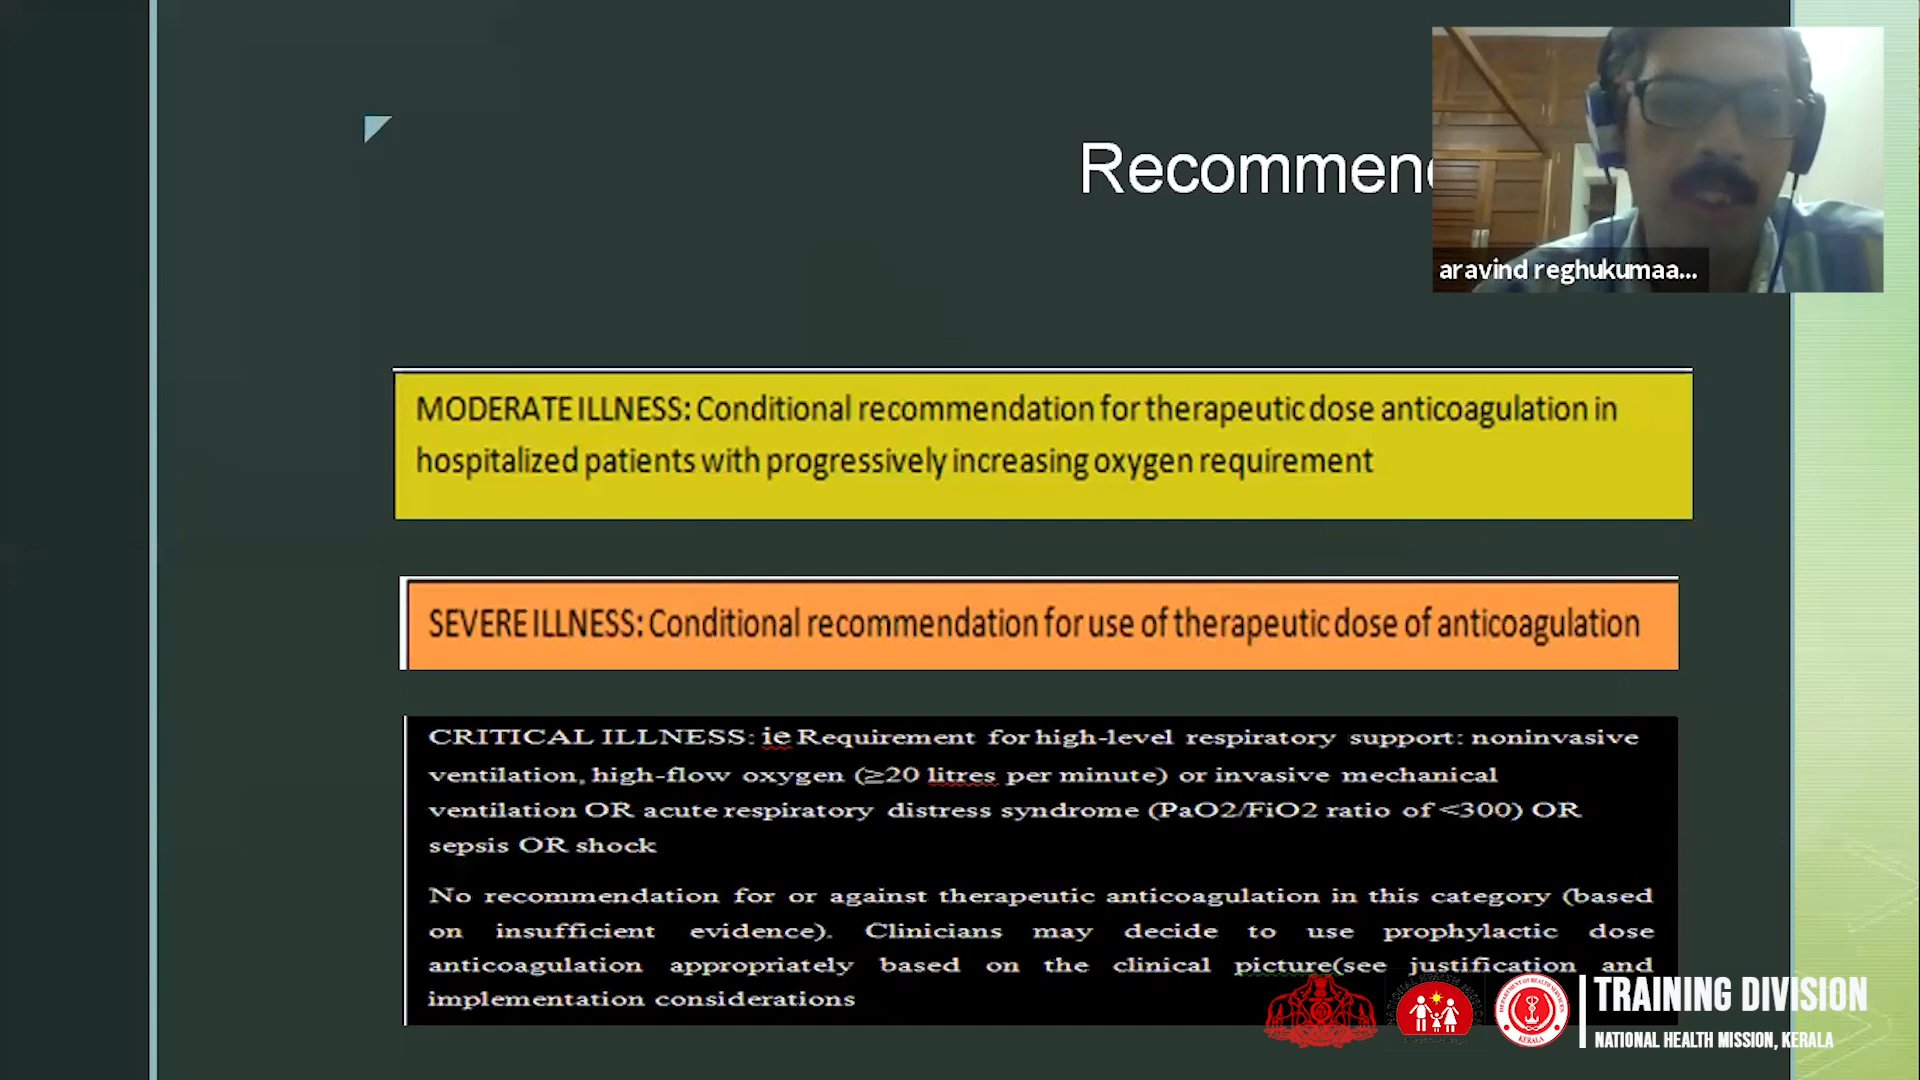 Recommen
aravind reghukumaa...
MODERATE ILLNESS: Conditional recommendation for therapeutic dose anticoagulation in
hospitalized patients with progressively increasing oxygen requirement
SEVERE ILLNESS: Conditional recommendation for use of therapeutic dose of anticoagulation
CRITICAL ILLNESS: ie Requirement for high-level respiratory support: noninvasive
ventilation, high-flow oxygen (≥20 litres per minute) or invasive mechanical
ventilation OR acute respiratory distress syndrome (PaO2/FiO2 ratio of <300) OR
sepsis OR shock
No recommendation for or against therapeutic anticoagulation in this category (based
on insufficient evidence). Clinicians may decide to use prophylactic dose
anticoagulation appropriately based on the clinical picture(see justification and
implementation considerations
TRAINING DIVISION
NATIONAL HEALTH MISSION, KERALA